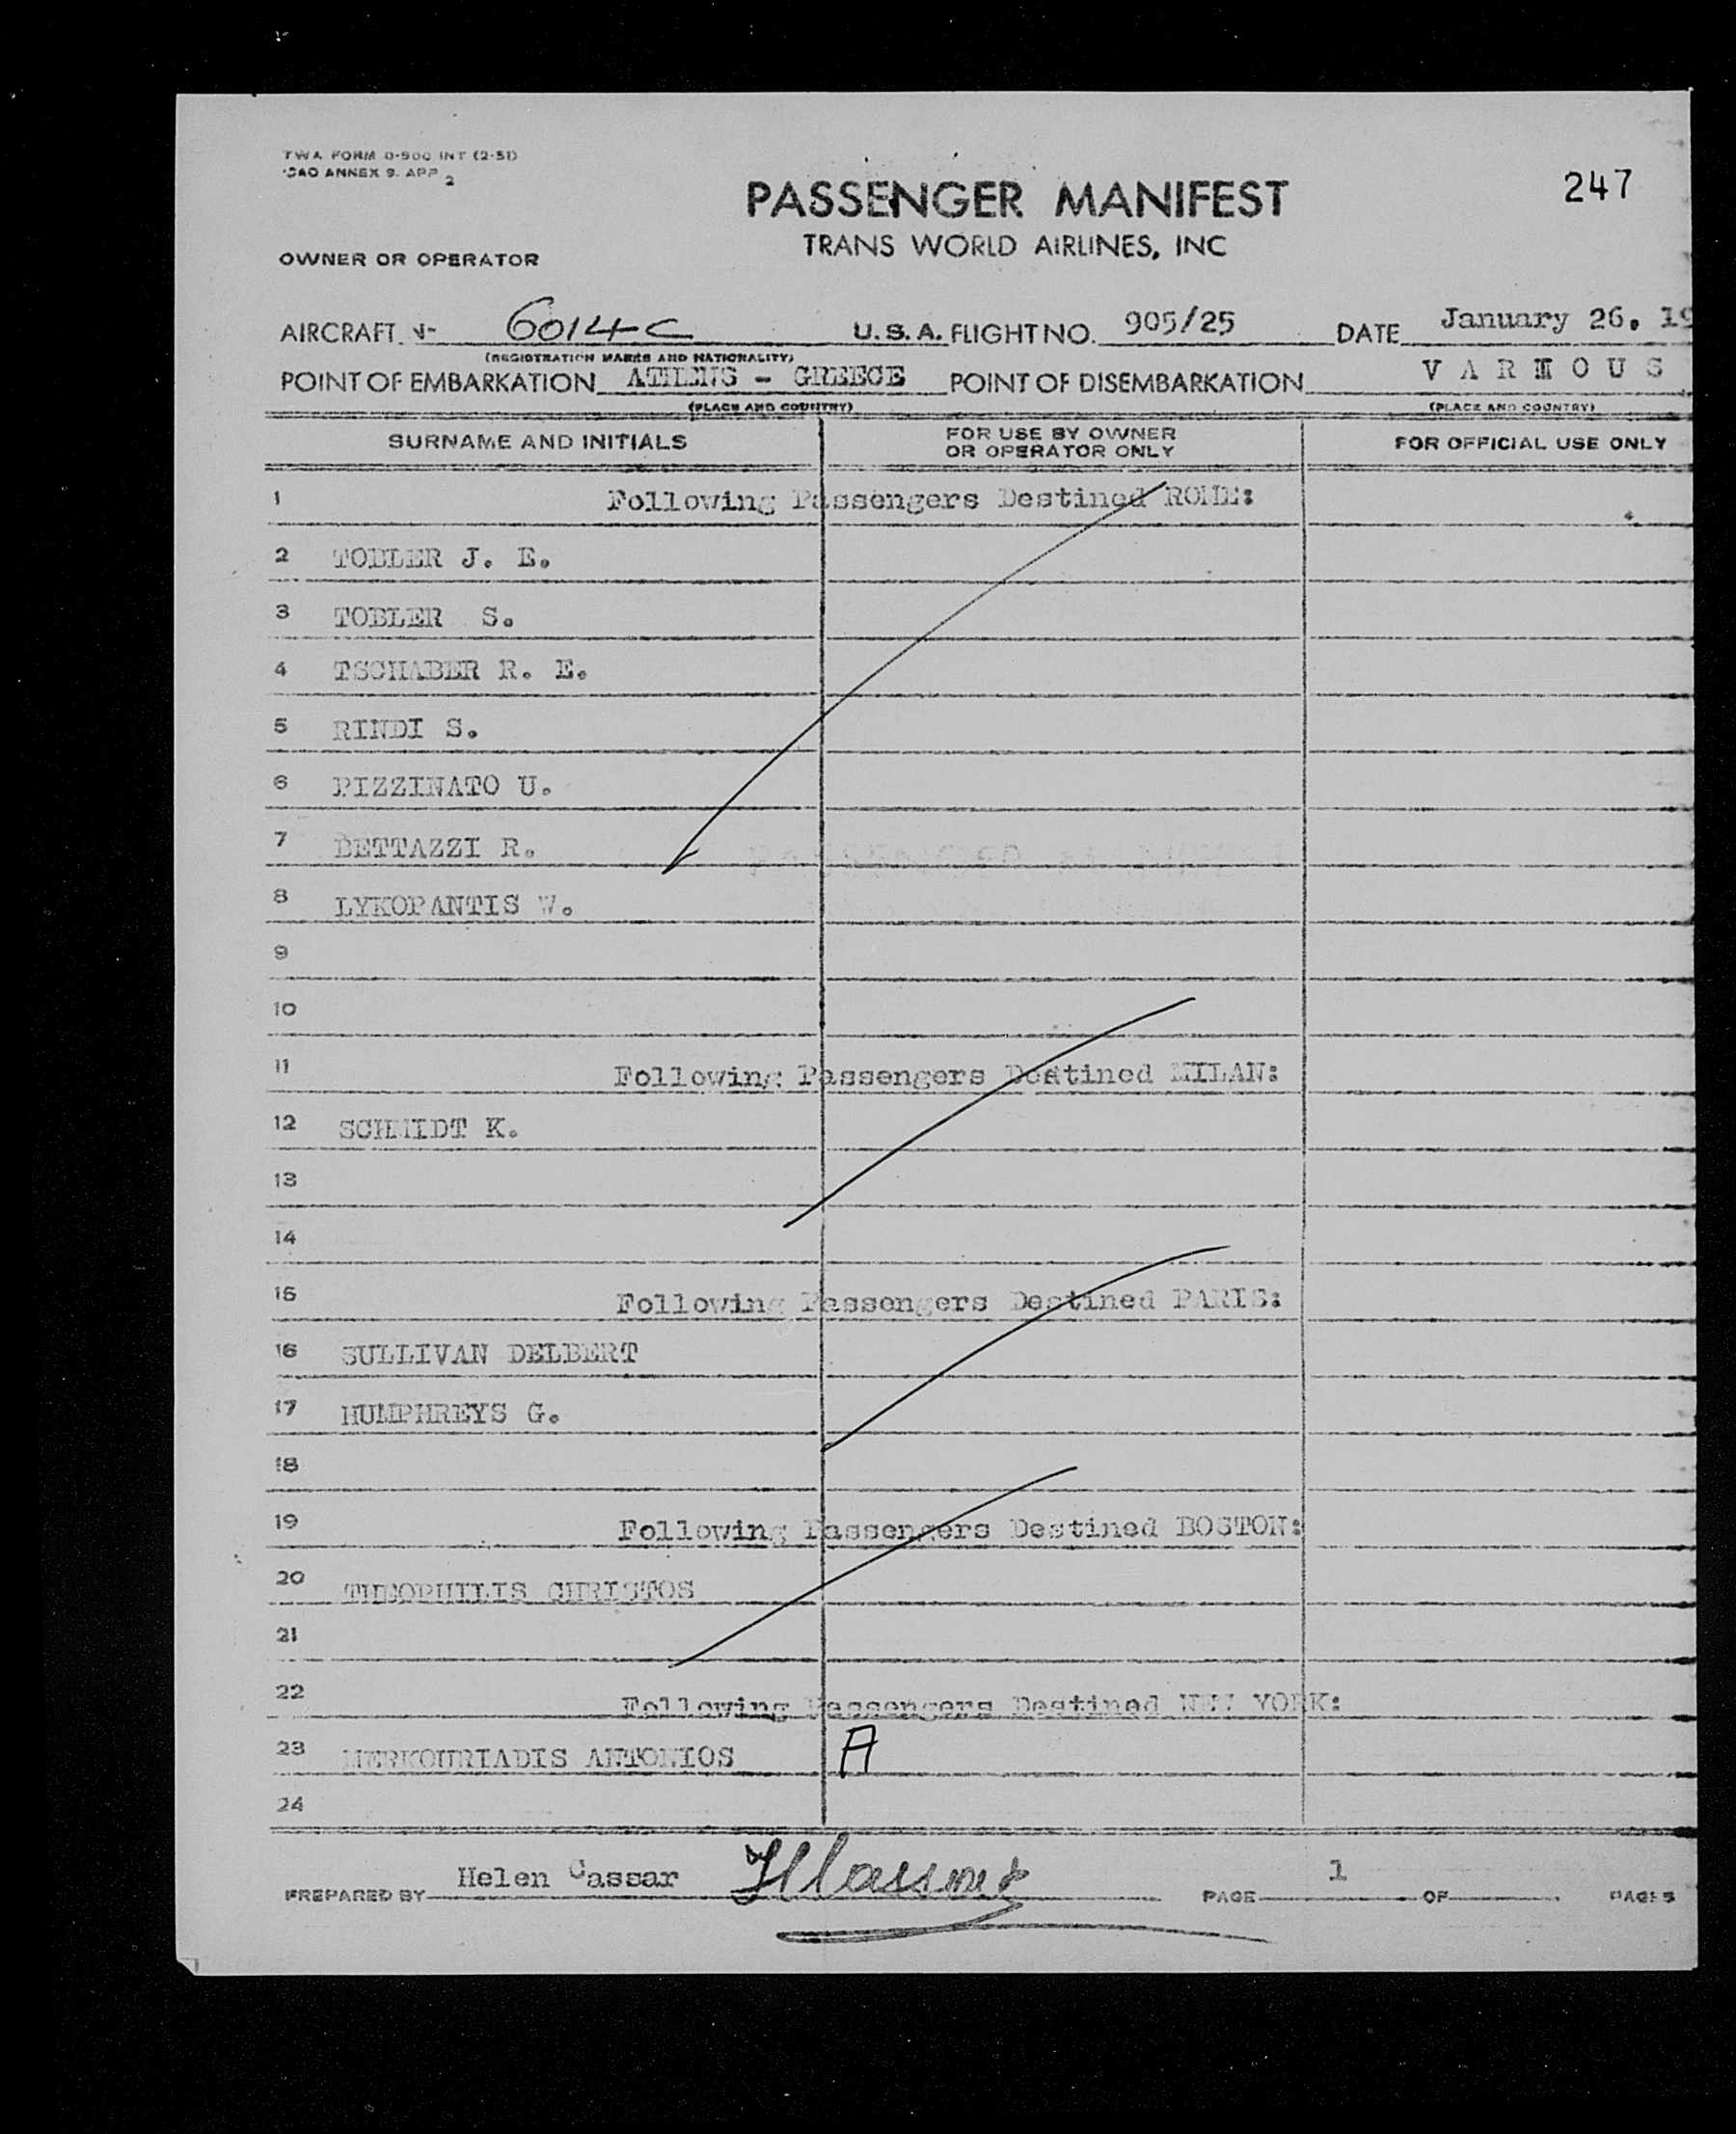 TWA FORM O-900 INT (2-51)
ICAO ANNEX 9. APP 2
247
PASSENGER MANIFEST
TRANS WORLD AIRLINES, INC
OWNER OR OPERATOR
AIRCRAFT N- 6014C U.S.A. FLIGHT NO. 905/25 DATE January 26, 19
(REGISTRATION MARKS AND NATIONALITY)
POINT OF EMBARKATION ATHENS - GREECE POINT OF DISEMBARKATION VARIOUS
(PLACE AND COUNTRY) (PLACE AND COUNTRY)
SURNAME AND INITIALS FOR USE BY OWNER OR OPERATOR ONLY FOR OFFICIAL USE ONLY
1 Following Passengers Destined ROME:
2 TOBLER J. E.
3 TOBLER S.
4 TSCHABER R. E.
5 RINDI S.
6 PIZZINATO U.
7 BETTAZZI R.
8 LYKOPANTIS W.
9
10
11 Following Passengers Destined MILAN:
12 SCHMIDT K.
13
14
15 Following Passengers Destined PARIS:
16 SULLIVAN DELBERT
17 HUMPHREYS G.
18
19 Following Passengers Destined BOSTON:
20 THEOPHILIS CHRISTOS
21
22 Following Passengers Destined NEW YORK:
23 MERKOURIADIS ANTONIOS A
24
PREPARED BY Helen Cassar PAGE 1 OF PAGES